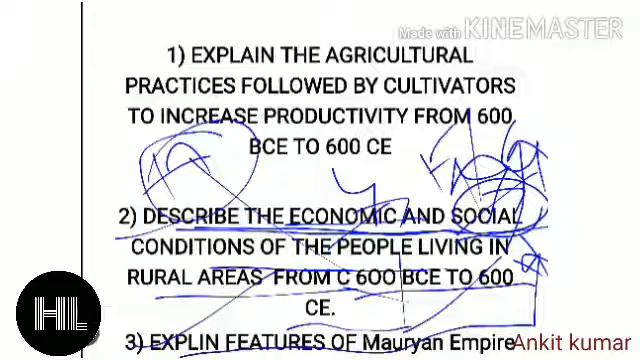 Made with KINEMASTER
1) EXPLAIN THE AGRICULTURAL
PRACTICES FOLLOWED BY CULTIVATORS
TO INCREASE PRODUCTIVITY FROM 600
BCE TO 600 CE
2) DESCRIBE THE ECONOMIC AND SOCIAL
CONDITIONS OF THE PEOPLE LIVING IN
RURAL AREAS FROM C 600 BCE TO 600
CE.
HL
3) EXPLIN FEATURES OF Mauryan Empire
Ankit kumar